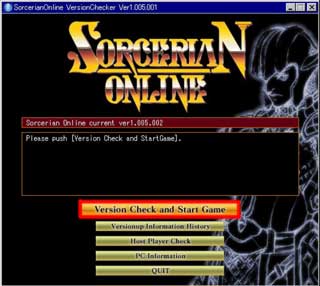 SorcerianOnline VersionChecker Ver1.005.001
SORCERIAN
ONLINE
Sorcerian Online current ver1.005.002
Please push [Version Check and StartGame].
Version Check and Start Game
Versionup Information History
Host Player Check
PC Information
QUIT